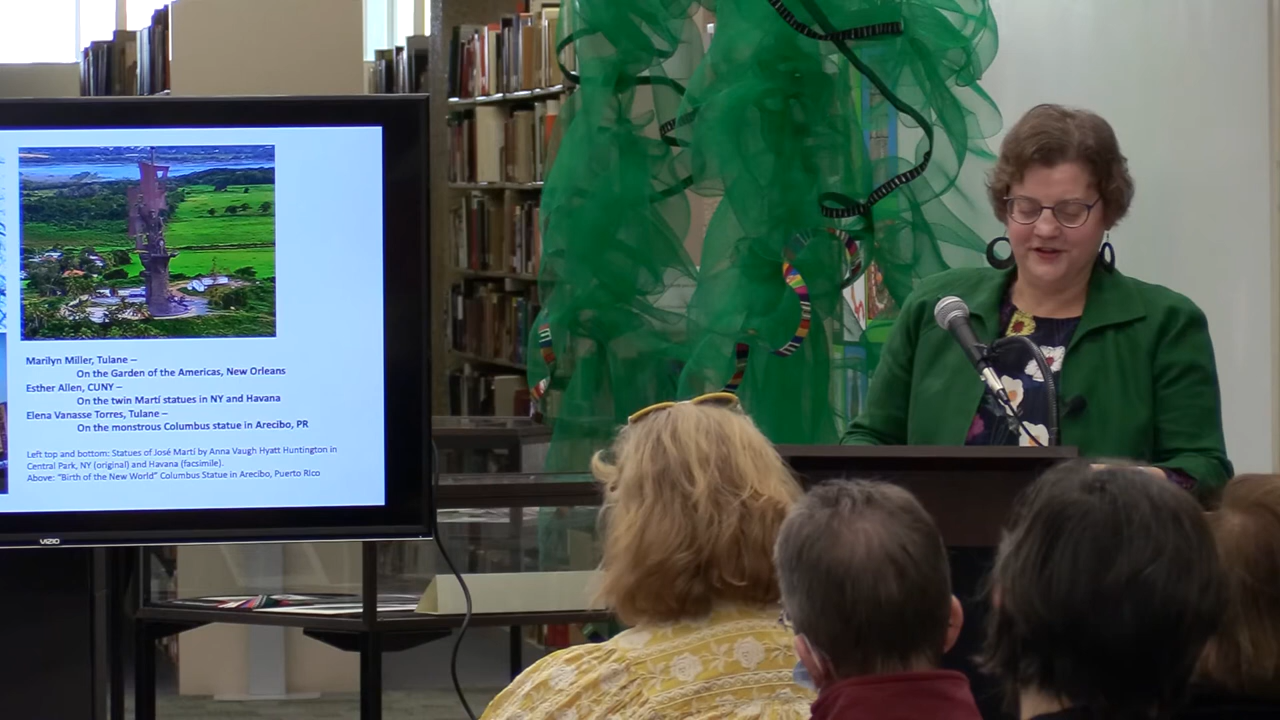 Marilyn Miller, Tulane –
On the Garden of the Americas, New Orleans
Esther Allen, CUNY –
On the twin Martí statues in NY and Havana
Elena Vanasse Torres, Tulane –
On the monstrous Columbus statue in Arecibo, PR
Left top and bottom: Statues of José Martí by Anna Vaugh Hyatt Huntington in
Central Park, NY (original) and Havana (facsimile).
Above: "Birth of the New World" Columbus Statue in Arecibo, Puerto Rico
VIZIO